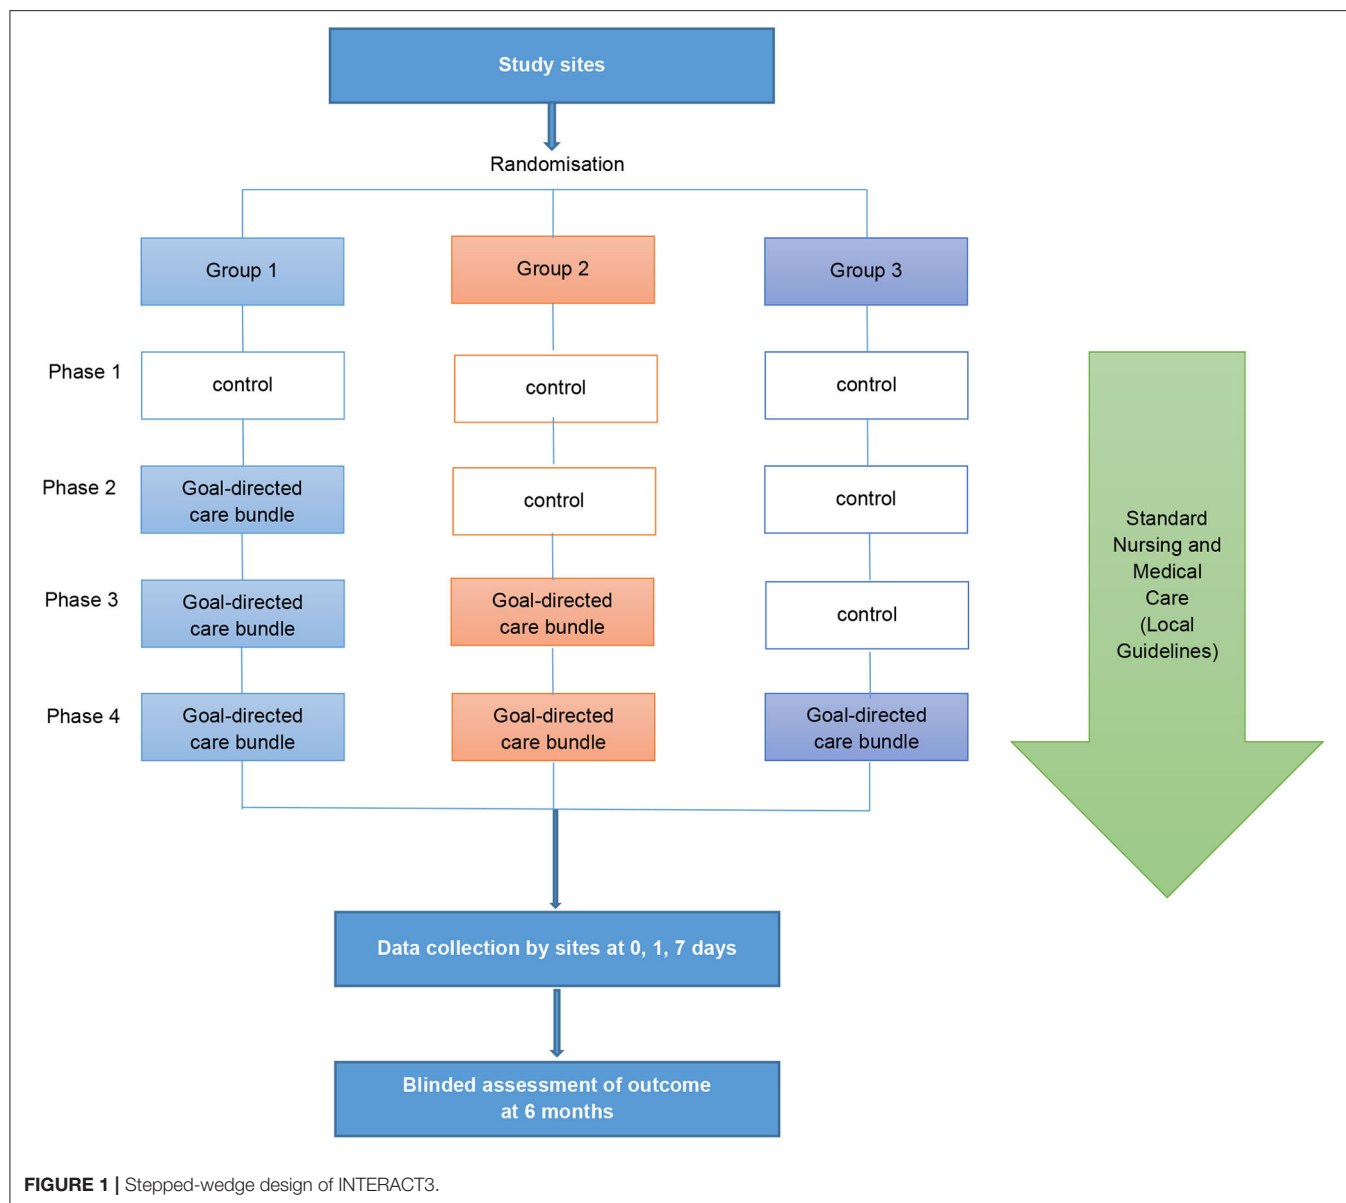 Study sites
Randomisation
Group 1
Group 2
Group 3
Phase 1
control
control
control
Phase 2
Goal-directed
care bundle
control
control
Phase 3
Goal-directed
care bundle
Goal-directed
care bundle
control
Phase 4
Goal-directed
care bundle
Goal-directed
care bundle
Goal-directed
care bundle
Standard
Nursing and
Medical
Care
(Local
Guidelines)
Data collection by sites at 0, 1, 7 days
Blinded assessment of outcome
at 6 months
FIGURE 1 | Stepped-wedge design of INTERACT3.